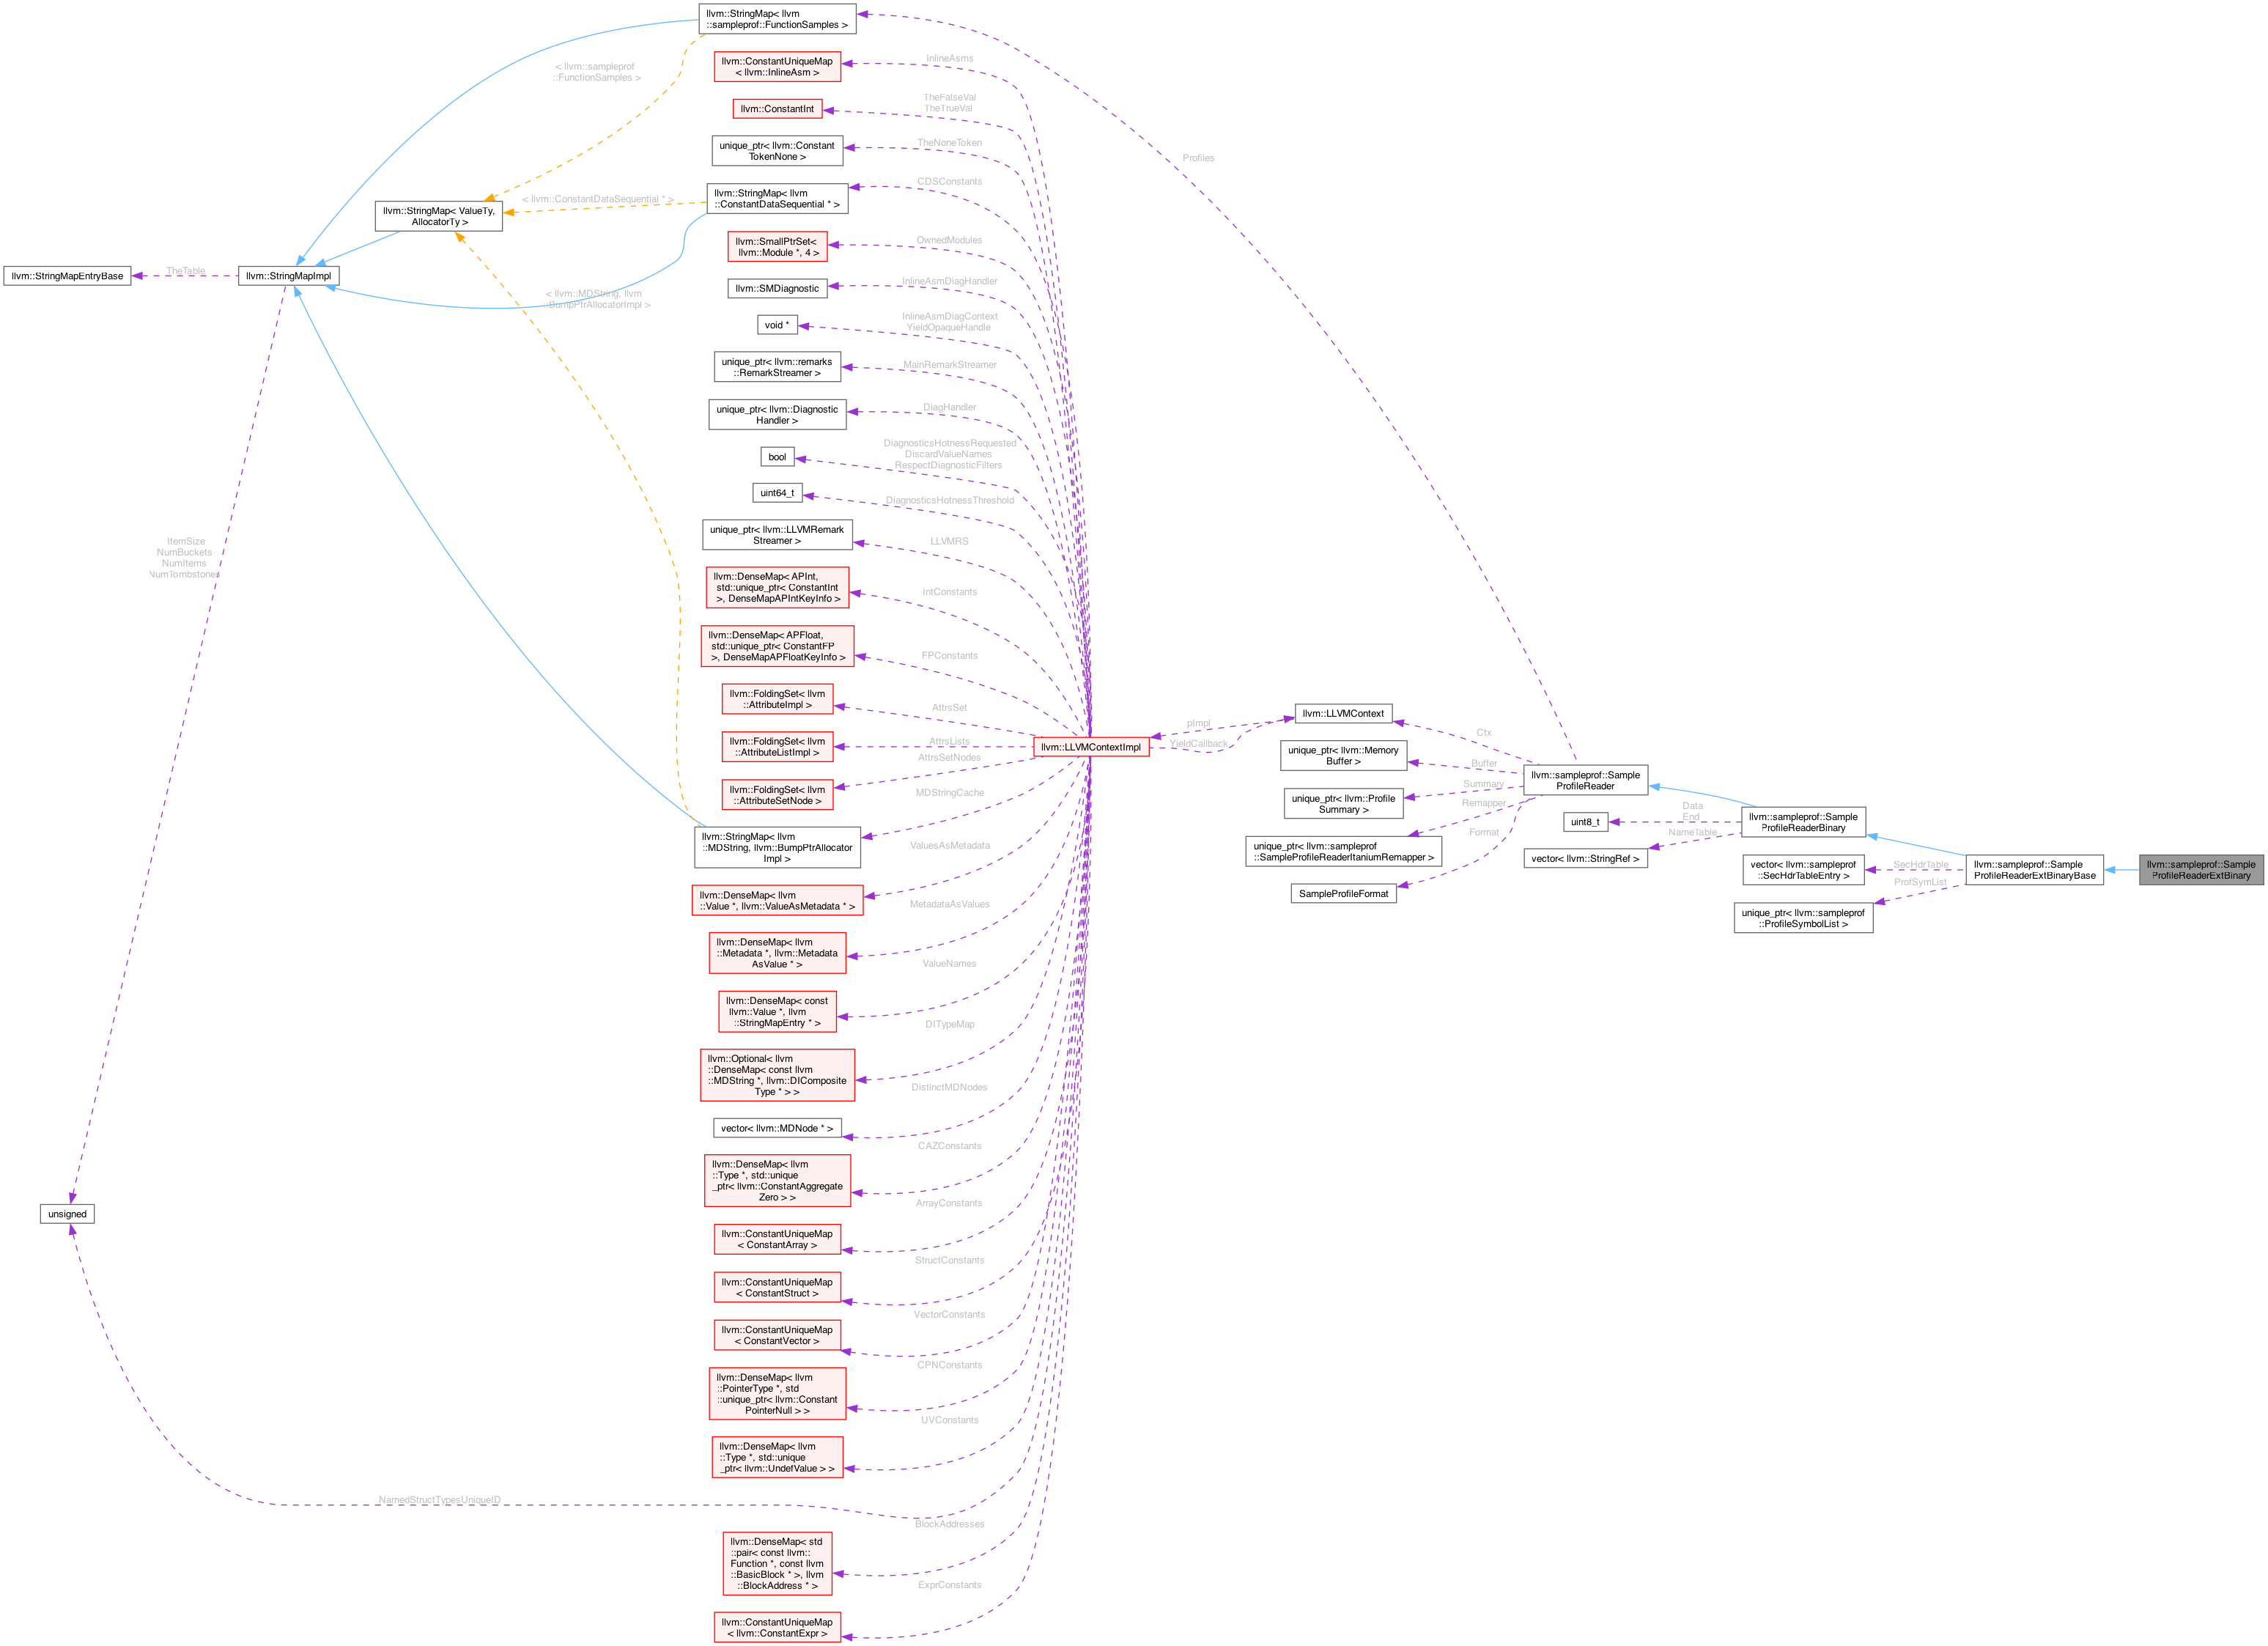 llvm::StringMap< llvm
::sampleprof::FunctionSamples >
InlineAsms
llvm::ConstantUniqueMap
< llvm::InlineAsm >
< llvm::sampleprof
::FunctionSamples >
TheFalseVal
TheTrueVal
llvm::ConstantInt
unique_ptr< llvm::Constant
TokenNone >
TheNoneToken
Profiles
CDSConstants
llvm::StringMap< llvm
::ConstantDataSequential * >
< llvm::ConstantDataSequential * >
llvm::StringMap< ValueTy,
AllocatorTy >
OwnedModules
llvm::SmallPtrSet<
llvm::Module *, 4 >
TheTable
llvm::StringMapEntryBase
llvm::StringMapImpl
InlineAsmDiagHandler
llvm::SMDiagnostic
< llvm::MDString, llvm
::BumpPtrAllocatorImpl >
InlineAsmDiagContext
YieldOpaqueHandle
void *
unique_ptr< llvm::remarks
::RemarkStreamer >
MainRemarkStreamer
unique_ptr< llvm::Diagnostic
Handler >
DiagHandler
DiagnosticsHotnessRequested
DiscardValueNames
RespectDiagnosticFilters
bool
uint64_t
DiagnosticsHotnessThreshold
unique_ptr< llvm::LLVMRemark
Streamer >
LLVMRS
ItemSize
NumBuckets
NumItems
NumTombstones
llvm::DenseMap< APInt,
std::unique_ptr< ConstantInt
>, DenseMapAPIntKeyInfo >
IntConstants
llvm::DenseMap< APFloat,
std::unique_ptr< ConstantFP
>, DenseMapAPFloatKeyInfo >
FPConstants
llvm::FoldingSet< llvm
::AttributeImpl >
AttrsSet
llvm::FoldingSet< llvm
::AttributeListImpl >
AttrsLists
llvm::LLVMContextImpl
pImpl
YieldCallback
llvm::LLVMContext
Ctx
unique_ptr< llvm::Memory
Buffer >
Buffer
llvm::sampleprof::Sample
ProfileReader
llvm::FoldingSet< llvm
::AttributeSetNode >
AttrsSetNodes
unique_ptr< llvm::Profile
Summary >
Summary
Remapper
Format
unique_ptr< llvm::sampleprof
::SampleProfileReaderItaniumRemapper >
SampleProfileFormat
Data
End
NameTable
uint8_t
vector< llvm::StringRef >
llvm::sampleprof::Sample
ProfileReaderBinary
vector< llvm::sampleprof
::SecHdrTableEntry >
SecHdrTable
ProfSymList
unique_ptr< llvm::sampleprof
::ProfileSymbolList >
llvm::sampleprof::Sample
ProfileReaderExtBinaryBase
llvm::sampleprof::Sample
ProfileReaderExtBinary
MDStringCache
llvm::StringMap< llvm
::MDString, llvm::BumpPtrAllocator
Impl >
ValuesAsMetadata
llvm::DenseMap< llvm
::Value *, llvm::ValueAsMetadata * >
MetadataAsValues
llvm::DenseMap< llvm
::Metadata *, llvm::Metadata
AsValue * >
ValueNames
llvm::DenseMap< const
llvm::Value *, llvm
::StringMapEntry * >
DITypeMap
llvm::Optional< llvm
::DenseMap< const llvm
::MDString *, llvm::DIComposite
Type * > >
DistinctMDNodes
vector< llvm::MDNode * >
CAZConstants
llvm::DenseMap< llvm
::Type *, std::unique
_ptr< llvm::ConstantAggregate
Zero > >
ArrayConstants
unsigned
llvm::ConstantUniqueMap
< ConstantArray >
StructConstants
llvm::ConstantUniqueMap
< ConstantStruct >
VectorConstants
llvm::ConstantUniqueMap
< ConstantVector >
CPNConstants
llvm::DenseMap< llvm
::PointerType *, std
::unique_ptr< llvm::Constant
PointerNull > >
UVConstants
llvm::DenseMap< llvm
::Type *, std::unique
_ptr< llvm::UndefValue > >
NamedStructTypesUniqueID
BlockAddresses
llvm::DenseMap< std
::pair< const llvm::
Function *, const llvm
::BasicBlock * >, llvm
::BlockAddress * >
ExprConstants
llvm::ConstantUniqueMap
< llvm::ConstantExpr >